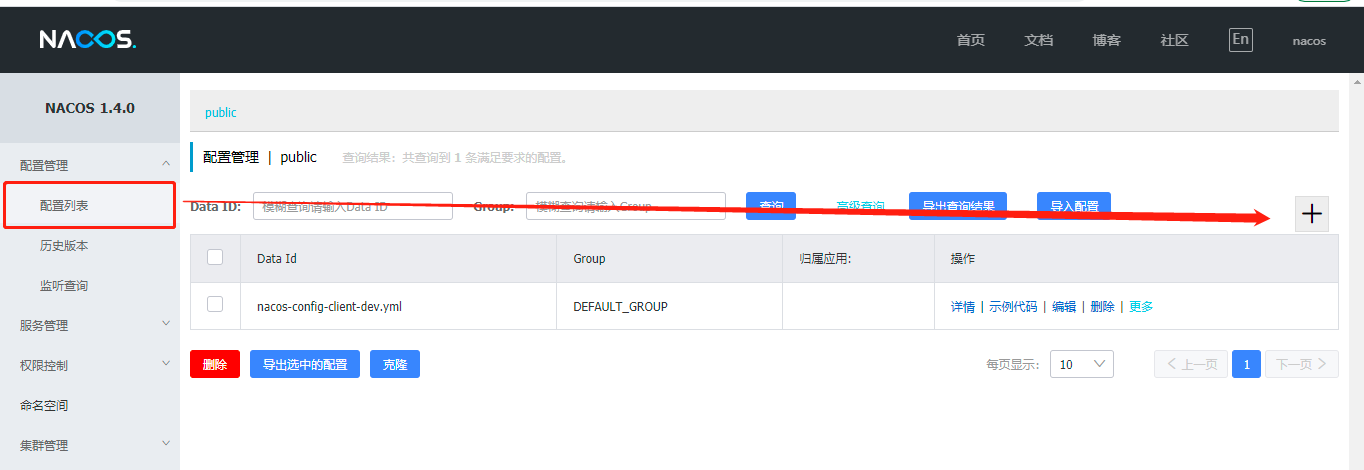 NACOS.
首页 文档 博客 社区 En nacos
NACOS 1.4.0
配置管理
配置列表
历史版本
监听查询
服务管理
权限控制
命名空间
集群管理
public
配置管理 | public 查询结果：共查询到 1 条满足要求的配置。
Data ID: 模糊查询请输入Data ID Group: 模糊查询请输入Group 查询 高级查询 导出查询结果 导入配置 +
Data Id Group 归属应用: 操作
nacos-config-client-dev.yml DEFAULT_GROUP 详情 | 示例代码 | 编辑 | 删除 | 更多
删除 导出选中的配置 克隆 每页显示: 10 上一页 1 下一页